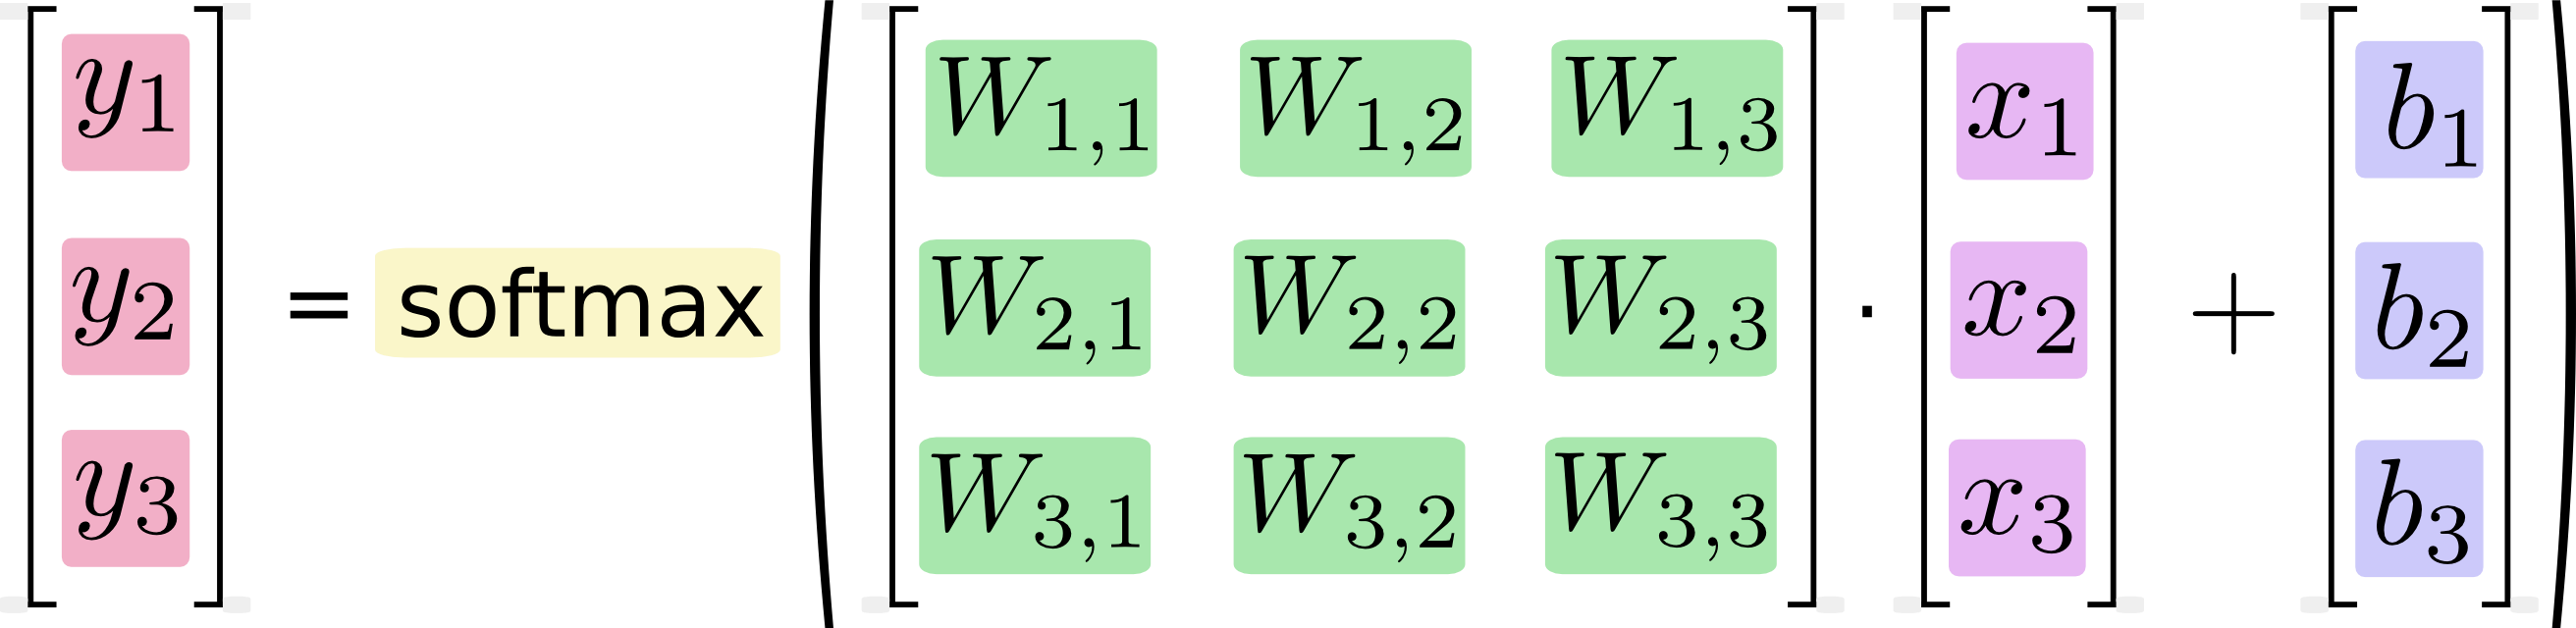 y1 W1,1 W1,2 W1,3 x1 b1
y2 = softmax ( W2,1 W2,2 W2,3 · x2 + b2 )
y3 W3,1 W3,2 W3,3 x3 b3